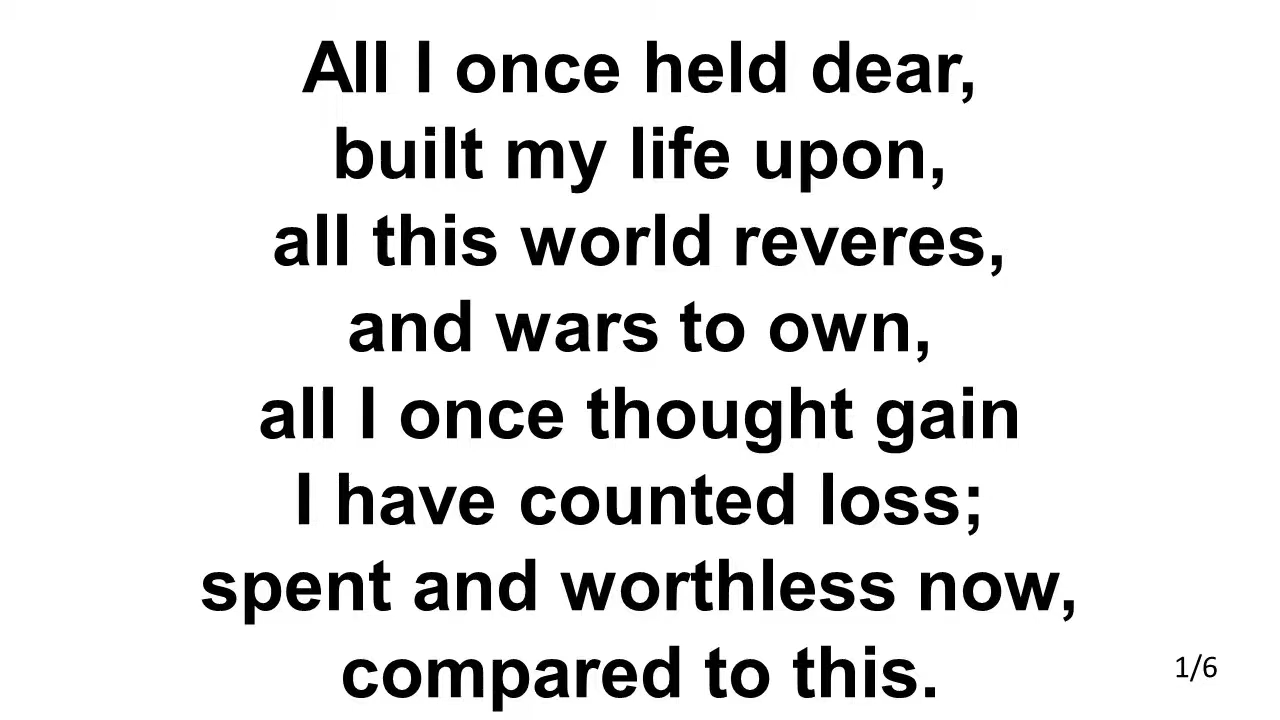 All I once held dear,
built my life upon,
all this world reveres,
and wars to own,
all I once thought gain
I have counted loss;
spent and worthless now,
compared to this.
1/6